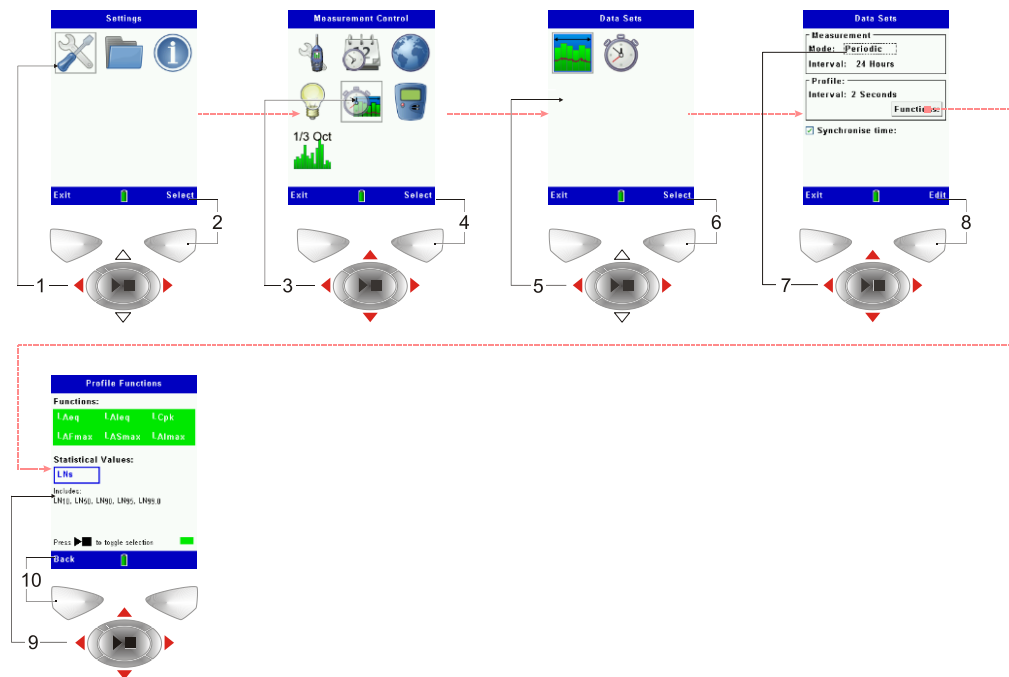 Settings
Exit
Select
1
2
Measurement Control
1/3 Oct
Exit
Select
3
4
Data Sets
Exit
Select
5
6
Data Sets
Measurement
Mode: Periodic
Interval: 24 Hours
Profile:
Interval: 2 Seconds
Functions:
Synchronise time:
Exit
Edit
7
8
Profile Functions
Functions:
LAeq LAIeq LCpk
LAFmax LASmax LAImax
Statistical Values:
LNs
Includes:
LN10, LN50, LN90, LN95, LN99.0
Press to toggle selection
Back
10
9